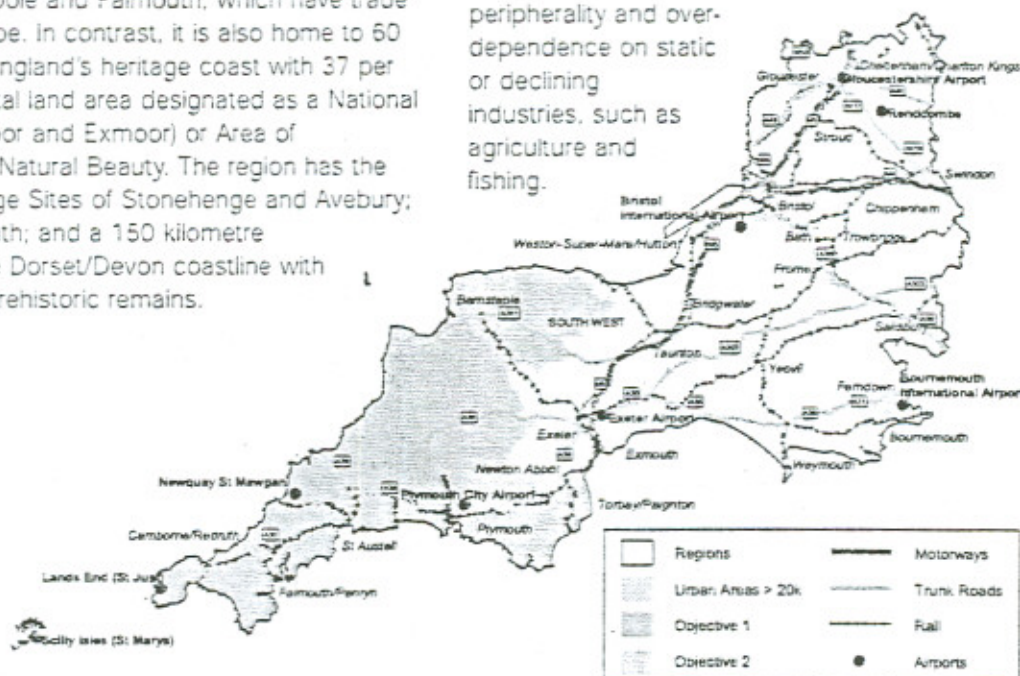 oole and Falmouth, which have trade
pe. In contrast, it is also home to 60
England's heritage coast with 37 per
tal land area designated as a National
oor and Exmoor) or Area of
Natural Beauty. The region has the
ge Sites of Stonehenge and Avebury;
th; and a 150 kilometre
e Dorset/Devon coastline with
rehistoric remains.
peripherality and over-
dependence on static
or declining
industries, such as
agriculture and
fishing.
Cheltenham/Charlton Kings
Gloucester
Gloucestershire Airport
Rendcombe
Stroud
Swindon
Bristol
International Airport
Bristol
Chippenham
Weston-Super-Mare/Hutton
Bath
Trowbridge
Frome
Bridgwater
Barnstaple
SOUTH WEST
Salisbury
Taunton
Yeovil
Ferndown
Bournemouth
International Airport
Exeter Airport
Exeter
Bournemouth
Exmouth
Weymouth
Newton Abbot
Newquay St Mawgan
Plymouth City Airport
Torbay/Paignton
Plymouth
Camborne/Redruth
St Austell
Lands End (St Just)
Falmouth/Penryn
Scilly Isles (St Marys)
Regions
Motorways
Urban Areas > 20k
Trunk Roads
Objective 1
Rail
Objective 2
Airports